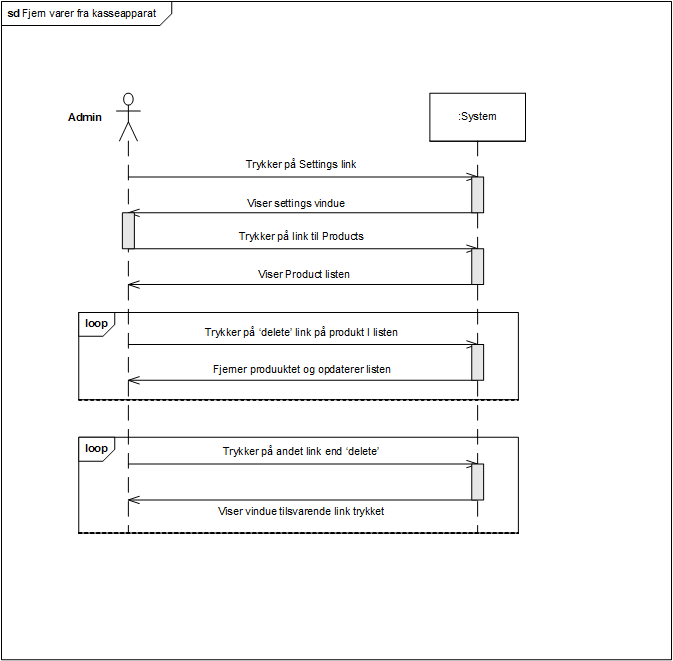 sd Fjern varer fra kasseapparat
Admin
:System
Trykker på Settings link
Viser settings vindue
Trykker på link til Products
Viser Product listen
loop
Trykker på ‘delete’ link på produkt I listen
Fjerner produuktet og opdaterer listen
loop
Trykker på andet link end ‘delete’
Viser vindue tilsvarende link trykket